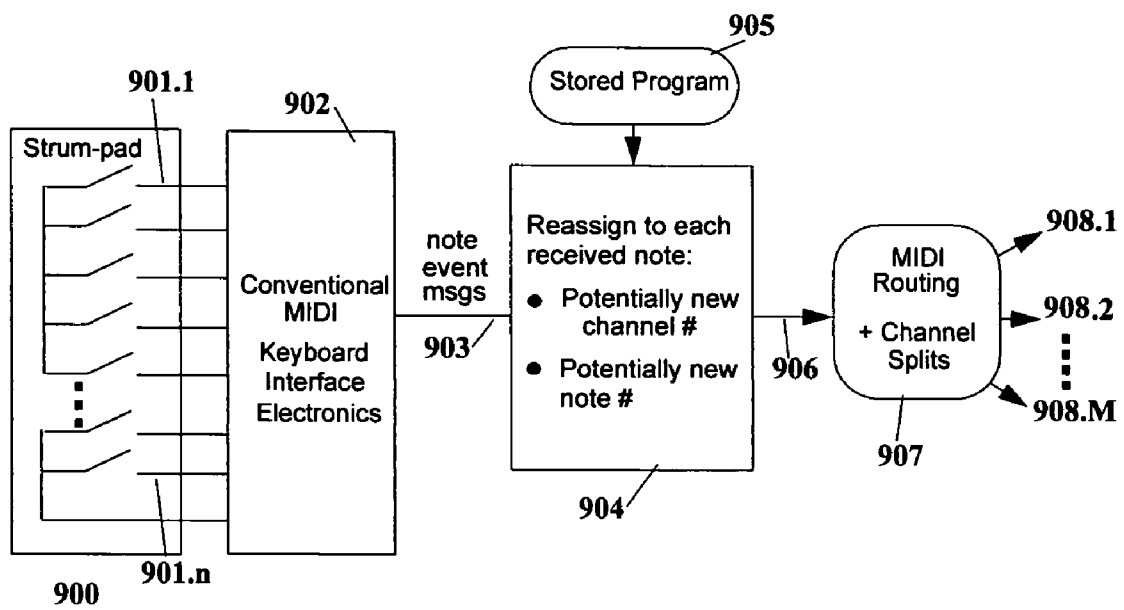 905
Stored Program
901.1
902
Strum-pad
Conventional
MIDI
Keyboard
Interface
Electronics
note
event
msgs
903
Reassign to each
received note:
● Potentially new
channel #
● Potentially new
note #
904
906
MIDI
Routing
+ Channel
Splits
907
908.1
908.2
908.M
901.n
900